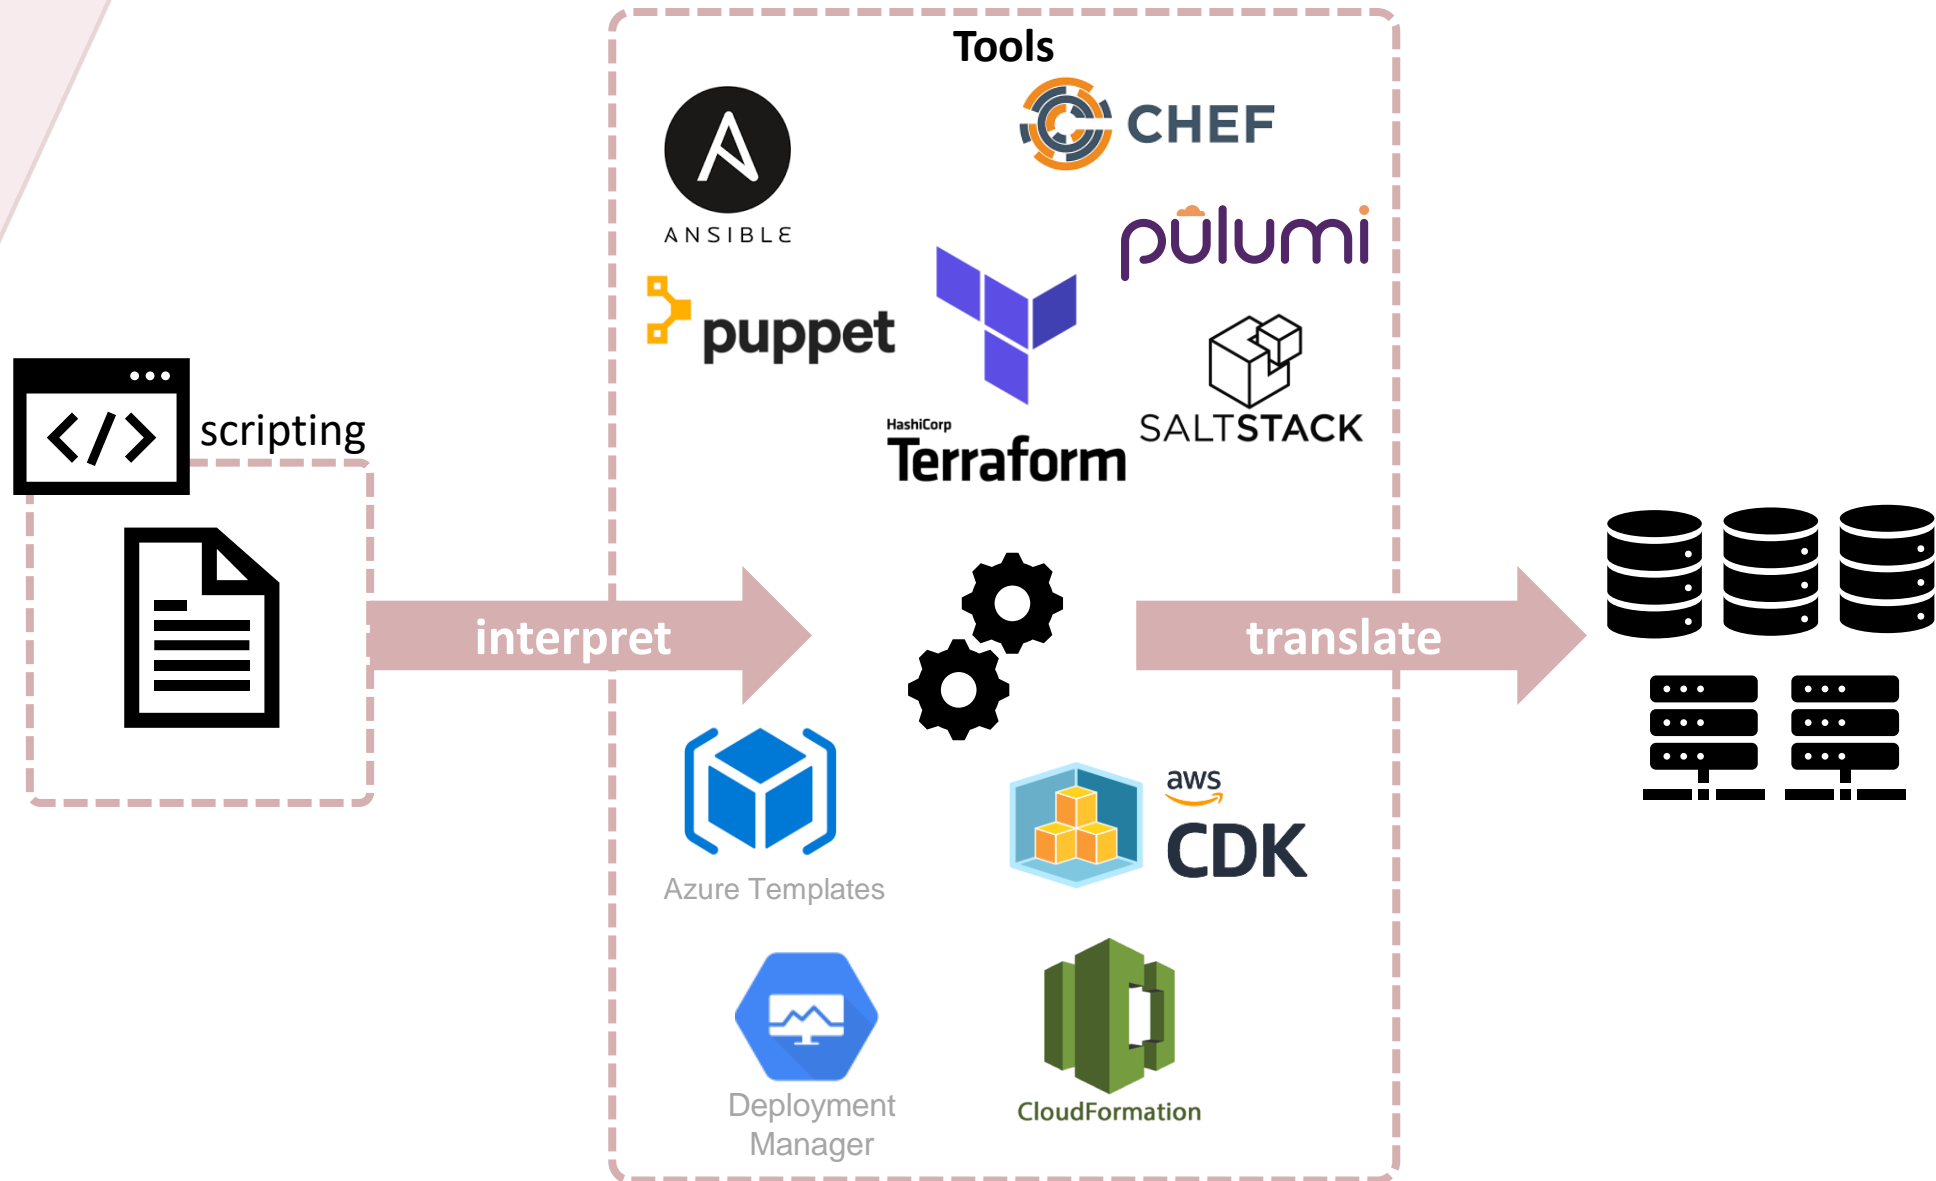 Tools
CHEF
ANSIBLE
pulumi
puppet
HashiCorp
Terraform
SALTSTACK
</>
scripting
interpret
translate
Azure Templates
aws
CDK
Deployment
Manager
CloudFormation